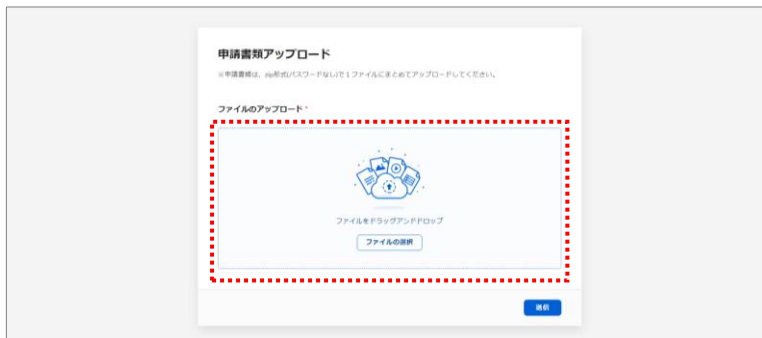 申請書類アップロード
※申請書類は、zip形式(パスワードなし)で1ファイルにまとめてアップロードしてください。
ファイルのアップロード *
ファイルをドラッグアンドドロップ
ファイルの選択
送信